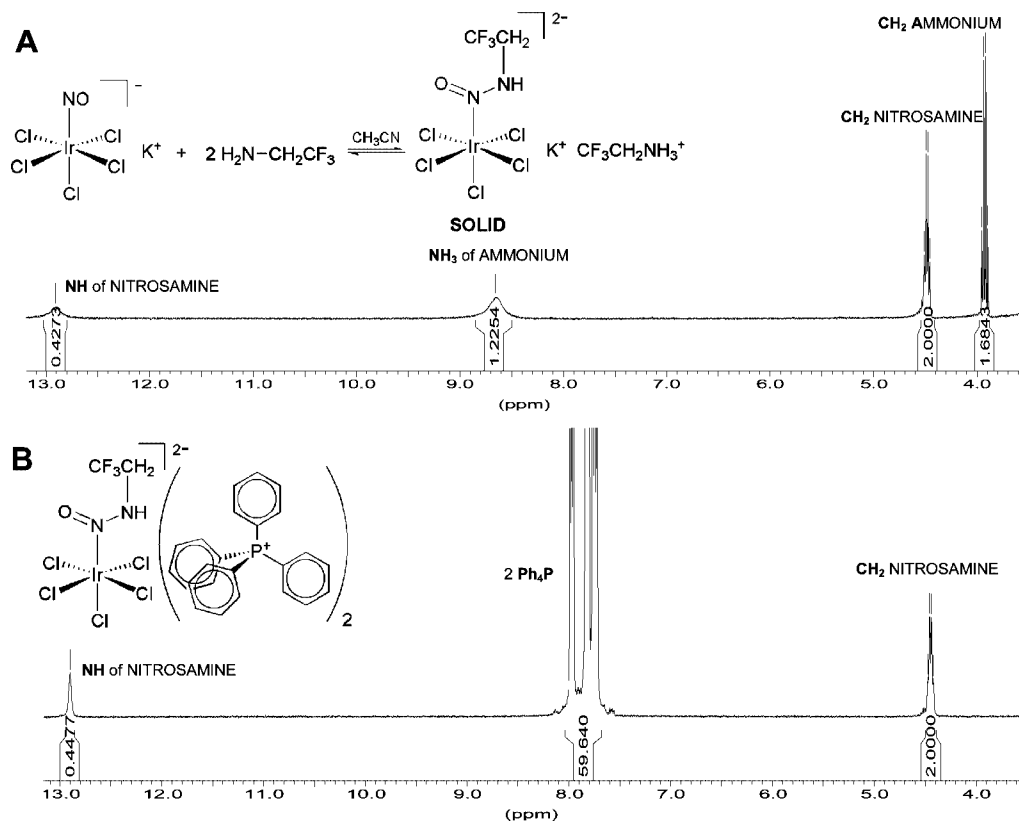 A
CF3CH2
2−
NH
O
N
NO
−
Cl Cl
Ir
Cl Cl
Cl
K+ + 2 H2N−CH2CF3
CH3CN
Cl Cl
Ir
Cl Cl
Cl
K+ CF3CH2NH3+
SOLID
CH2 AMMONIUM
CH2 NITROSAMINE
NH3 of AMMONIUM
NH of NITROSAMINE
0.4273
1.2254
2.0000
1.6843
13.0 12.0 11.0 10.0 9.0 8.0 7.0 6.0 5.0 4.0
(ppm)
B
CF3CH2
2−
NH
O
N
Cl Cl
Ir
Cl Cl
Cl
P+
2
2 Ph4P
CH2 NITROSAMINE
NH of NITROSAMINE
0.4477
59.640
2.0000
13.0 12.0 11.0 10.0 9.0 8.0 7.0 6.0 5.0 4.0
(ppm)